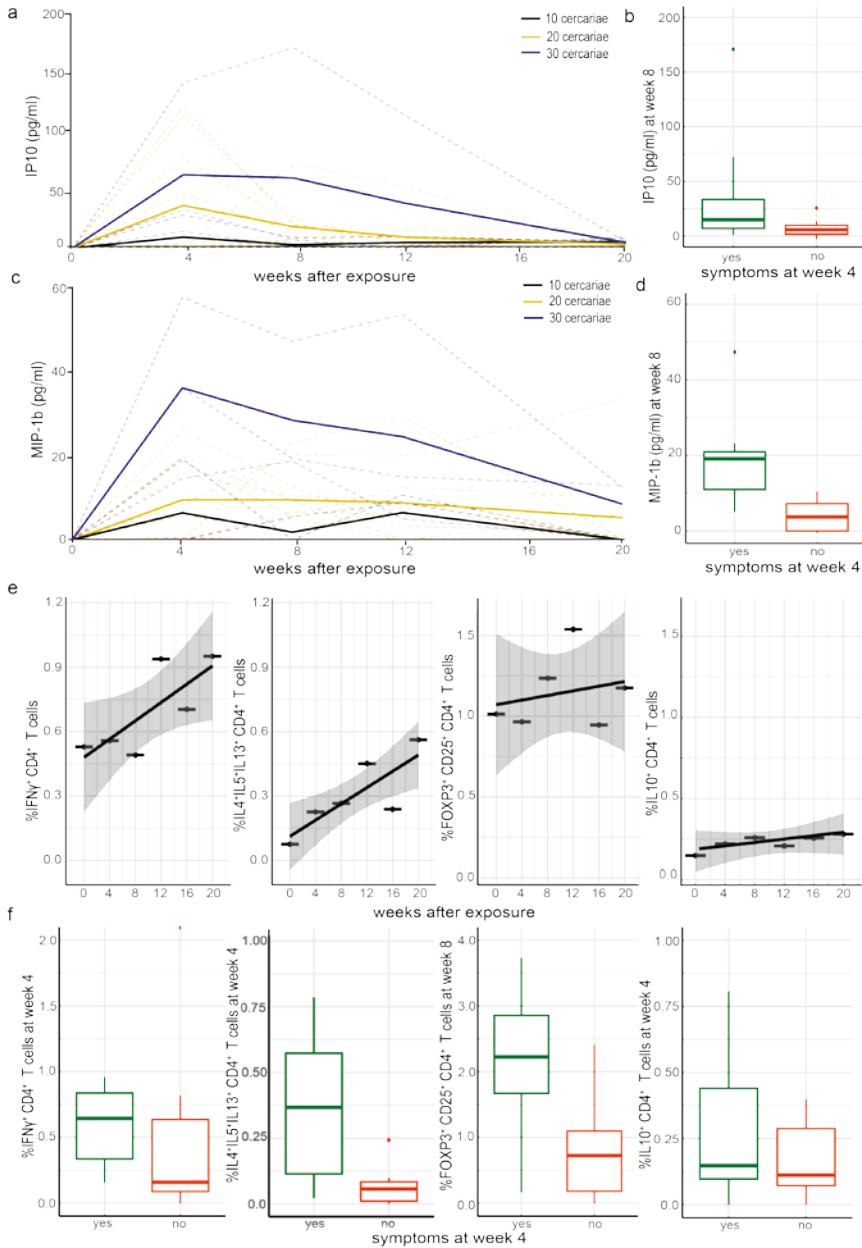 a
IP10 (pg/ml)
200
150
100
50
0
10 cercariae
20 cercariae
30 cercariae
0
4
8
12
20
weeks after exposure
b
IP10 (pg/ml) at week 8
200
150
100
50
0
yes
no
symptoms at week 4
c
MIP-1b (pg/ml)
60
40
20
0
10 cercariae
20 cercariae
30 cercariae
0
4
8
12
16
20
weeks after exposure
d
MIP-1b (pg/ml) at week 8
60
40
20
0
yes
no
symptoms at week 4
e
%IFNγ⁺ CD4⁺ T cells
1.2
0.9
0.6
0.3
0.0
0 4 8 12 16 20
%IL4⁺IL5⁺IL13⁺ CD4⁺ T cells
1.2
0.9
0.6
0.3
0.0
0 4 8 12 16 20
%FOXP3⁺ CD25⁺ CD4⁺ T cells
1.5
1.0
0.5
0.0
0 4 8 12 16 20
%IL10⁺ CD4⁺ T cells
1.5
1.0
0.5
0.0
0 4 8 12 16 20
weeks after exposure
f
%IFNγ⁺ CD4⁺ T cells at week 4
2.0
1.5
1.0
0.5
0.0
yes
no
%IL4⁺IL5⁺IL13⁺ CD4⁺ T cells at week 4
1.00
0.75
0.50
0.25
0.00
yes
no
%FOXP3⁺ CD25⁺ CD4⁺ T cells at week 8
4.0
3.0
2.0
1.0
0.0
yes
no
%IL10⁺ CD4⁺ T cells at week 4
1.00
0.75
0.50
0.25
0.00
yes
no
symptoms at week 4